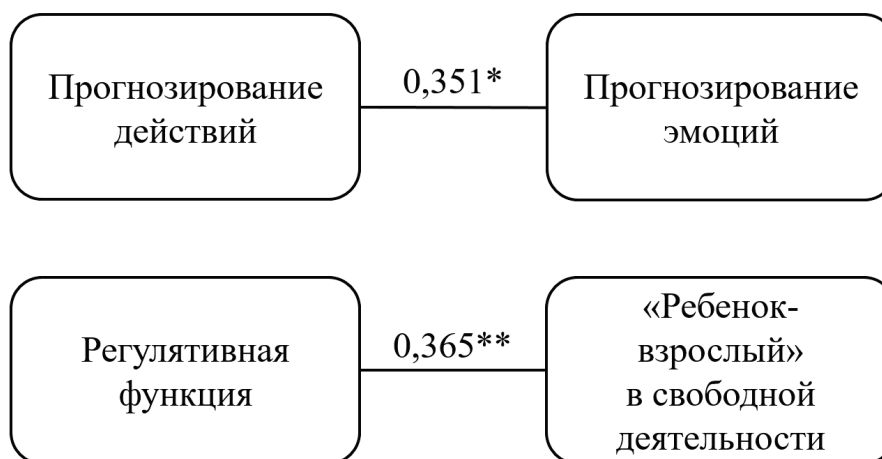 Прогнозирование
действий
0,351*
Прогнозирование
эмоций
Регулятивная
функция
0,365**
«Ребенок-
взрослый»
в свободной
деятельности